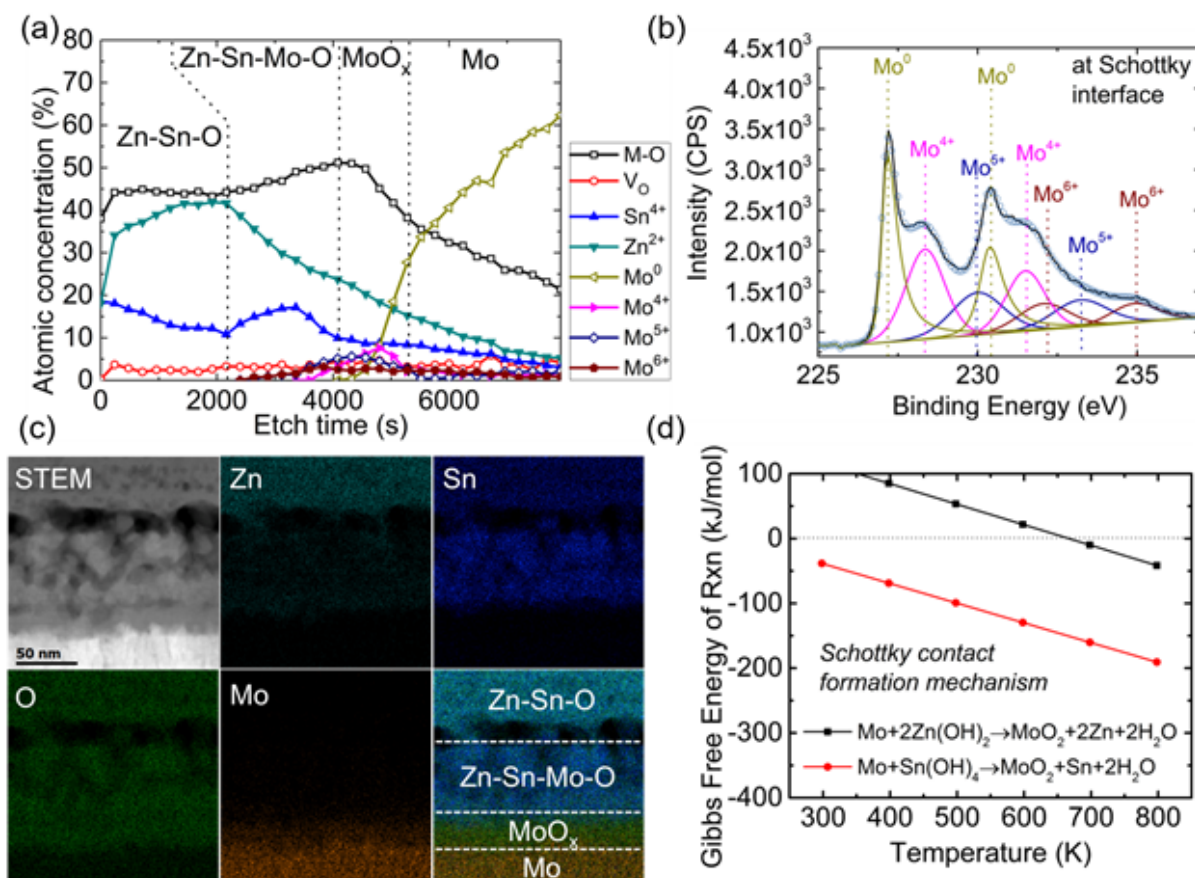 (a)
80
70
60
50
40
30
20
10
0
Atomic concentration (%)
Zn-Sn-Mo-O
MoOₓ
Mo
Zn-Sn-O
0
2000
4000
6000
Etch time (s)
M-O
V_O
Sn⁴⁺
Zn²⁺
Mo⁰
Mo⁴⁺
Mo⁵⁺
Mo⁶⁺
(b)
4.5x10³
4.0x10³
3.5x10³
3.0x10³
2.5x10³
2.0x10³
1.5x10³
1.0x10³
Intensity (CPS)
Mo⁰
Mo⁰
at Schottky
interface
Mo⁴⁺
Mo⁵⁺
Mo⁴⁺
Mo⁶⁺
Mo⁵⁺
Mo⁶⁺
225
230
235
Binding Energy (eV)
(c)
STEM
50 nm
Zn
Sn
O
Mo
Zn-Sn-O
Zn-Sn-Mo-O
MoOₓ
Mo
(d)
100
0
-100
-200
-300
-400
Gibbs Free Energy of Rxn (kJ/mol)
Schottky contact
formation mechanism
Mo+2Zn(OH)₂→MoO₂+2Zn+2H₂O
Mo+Sn(OH)₄→MoO₂+Sn+2H₂O
300 400 500 600 700 800
Temperature (K)